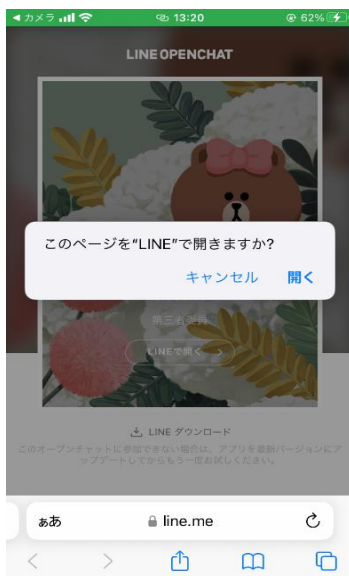 ◀カメラ 13:20 62%
LINE OPENCHAT
このページを“LINE”で開きますか?
キャンセル 開く
第三者委員
LINEで開く >
LINE ダウンロード
このオープンチャットに参加できない場合は、アプリを最新バージョンにア
ップデートしてからもう一度お試しください。
ぁあ line.me